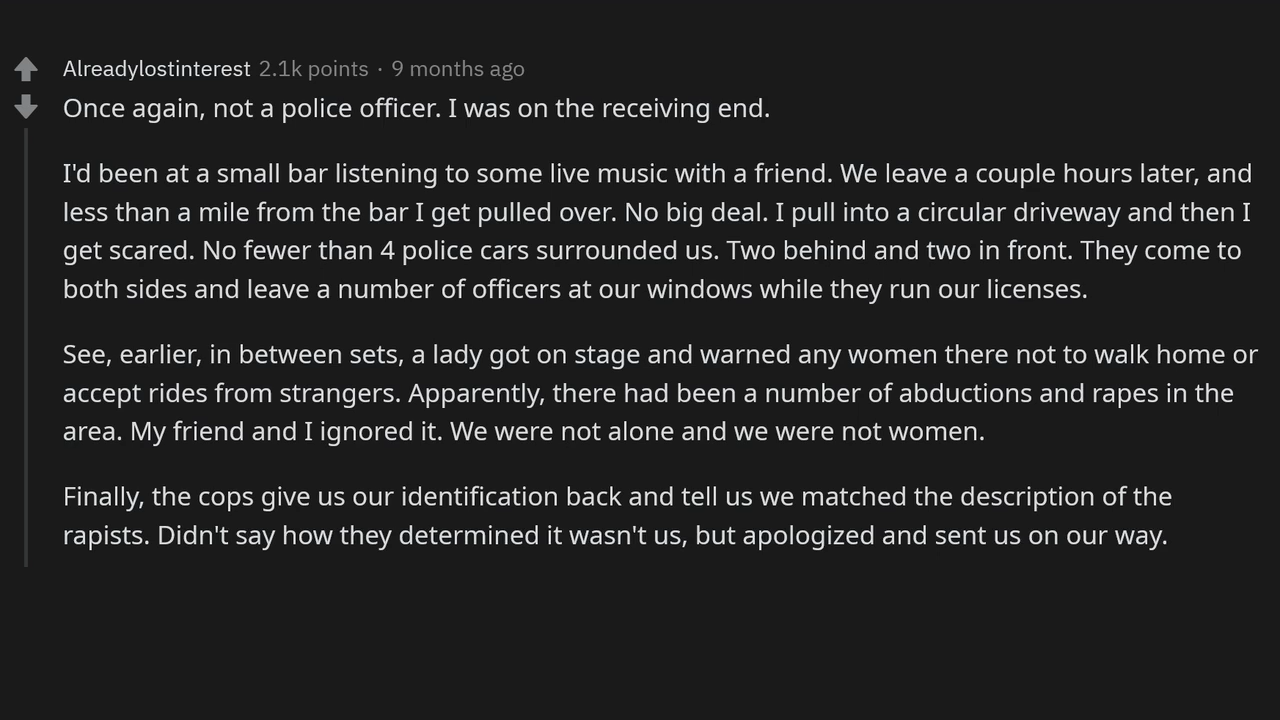 Alreadylostinterest 2.1k points · 9 months ago
Once again, not a police officer. I was on the receiving end.
I'd been at a small bar listening to some live music with a friend. We leave a couple hours later, and
less than a mile from the bar I get pulled over. No big deal. I pull into a circular driveway and then I
get scared. No fewer than 4 police cars surrounded us. Two behind and two in front. They come to
both sides and leave a number of officers at our windows while they run our licenses.
See, earlier, in between sets, a lady got on stage and warned any women there not to walk home or
accept rides from strangers. Apparently, there had been a number of abductions and rapes in the
area. My friend and I ignored it. We were not alone and we were not women.
Finally, the cops give us our identification back and tell us we matched the description of the
rapists. Didn't say how they determined it wasn't us, but apologized and sent us on our way.